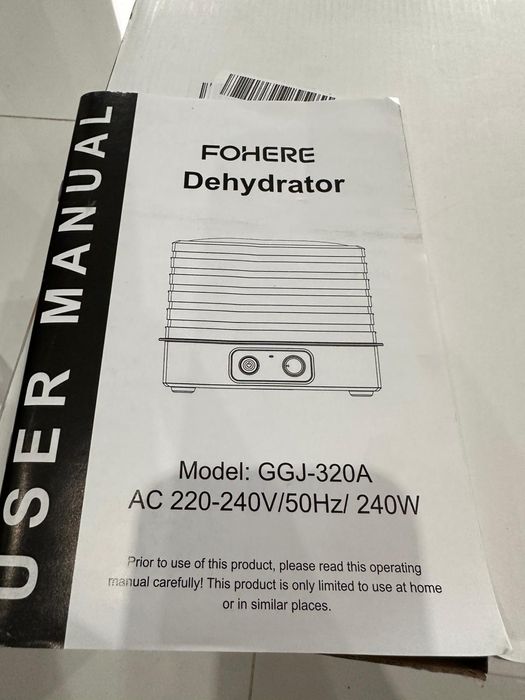 USER MANUAL
FOHERE
Dehydrator
Model: GGJ-320A
AC 220-240V/50Hz/ 240W
Prior to use of this product, please read this operating
manual carefully! This product is only limited to use at home
or in similar places.